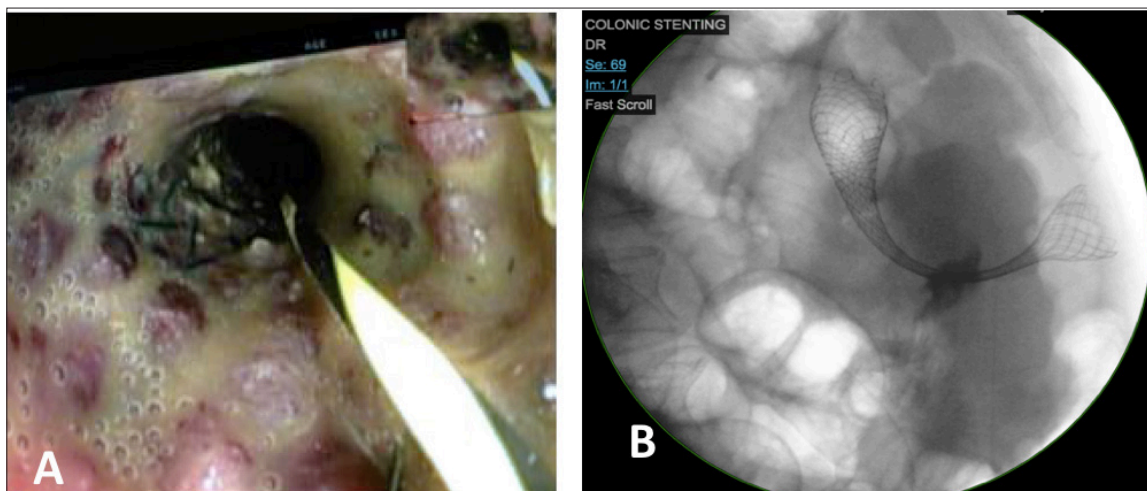 COLONIC STENTING
DR
Se: 69
Im: 1/1
Fast Scroll
A
B